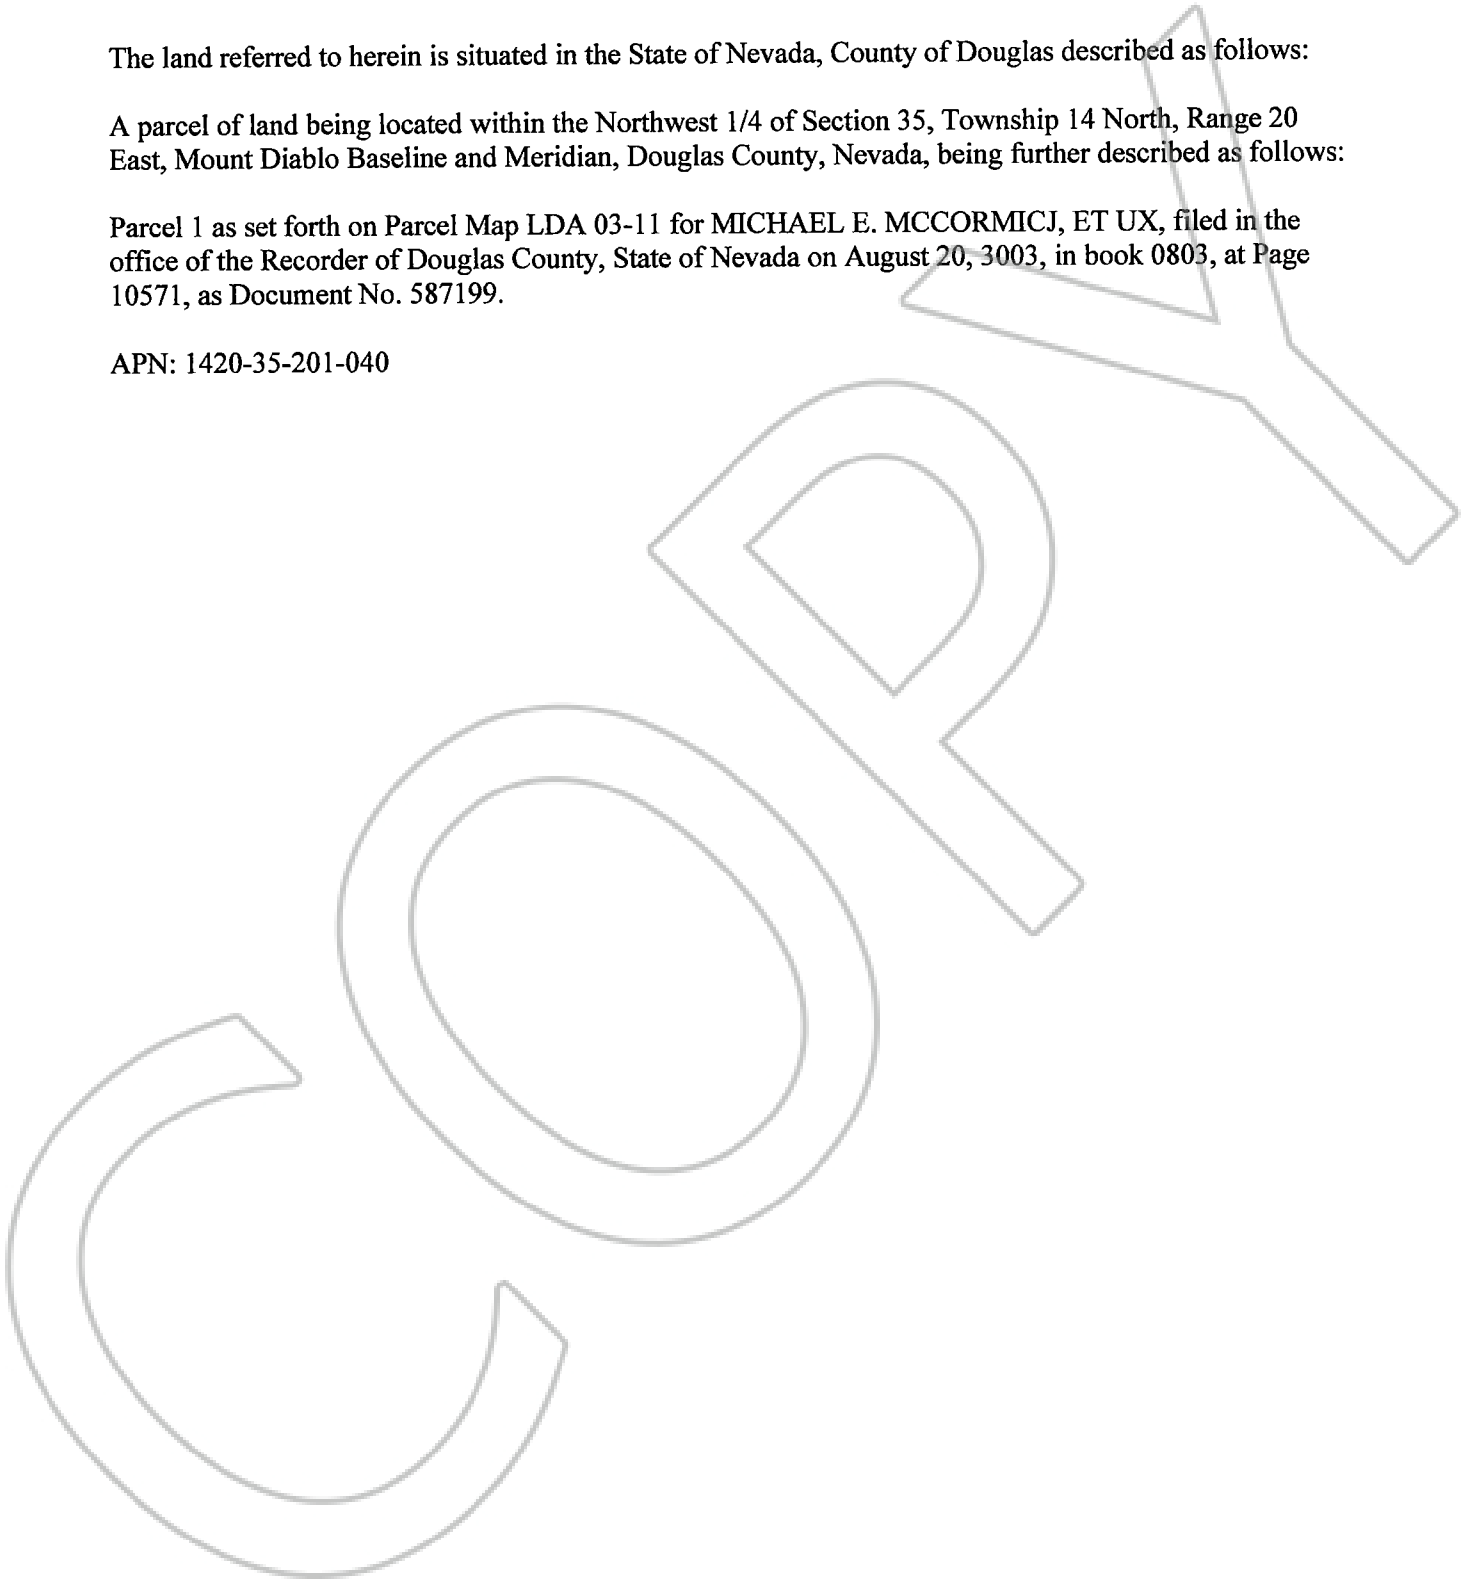 The land referred to herein is situated in the State of Nevada, County of Douglas described as follows:
A parcel of land being located within the Northwest 1/4 of Section 35, Township 14 North, Range 20
East, Mount Diablo Baseline and Meridian, Douglas County, Nevada, being further described as follows:
Parcel 1 as set forth on Parcel Map LDA 03-11 for MICHAEL E. MCCORMICJ, ET UX, filed in the
office of the Recorder of Douglas County, State of Nevada on August 20, 3003, in book 0803, at Page
10571, as Document No. 587199.
APN: 1420-35-201-040
COPY